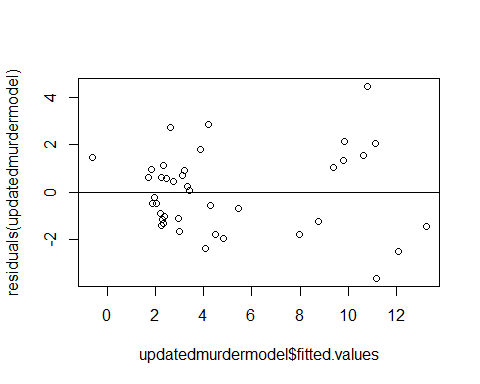 residuals(updatedmurdermodel)
4
2
0
-2
0 2 4 6 8 10 12
updatedmurdermodel$fitted.values